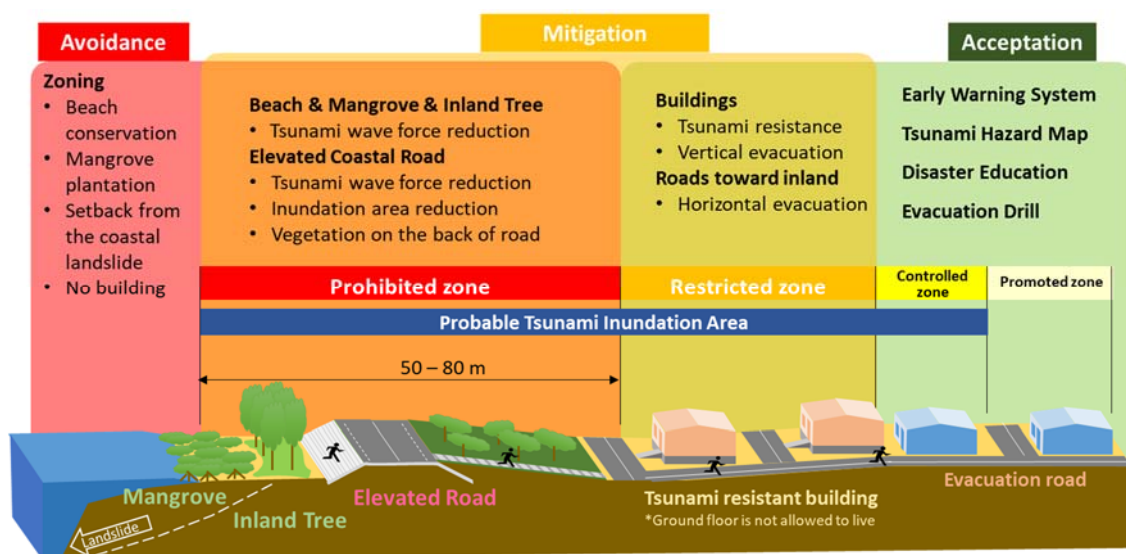 Avoidance
Mitigation
Acceptation
Zoning
• Beach
conservation
• Mangrove
plantation
• Setback from
the coastal
landslide
• No building
Beach & Mangrove & Inland Tree
• Tsunami wave force reduction
Elevated Coastal Road
• Tsunami wave force reduction
• Inundation area reduction
• Vegetation on the back of road
Buildings
• Tsunami resistance
• Vertical evacuation
Roads toward inland
• Horizontal evacuation
Early Warning System
Tsunami Hazard Map
Disaster Education
Evacuation Drill
Prohibited zone
Restricted zone
Controlled
zone
Promoted zone
Probable Tsunami Inundation Area
50 – 80 m
Mangrove
Inland Tree
Landslide
Elevated Road
Tsunami resistant building
*Ground floor is not allowed to live
Evacuation road